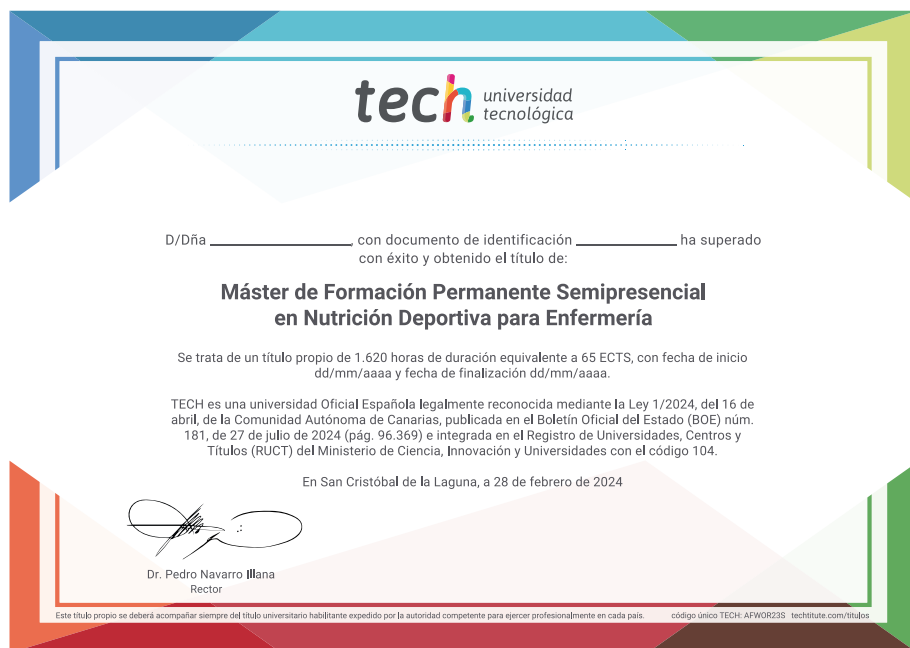 tech universidad
tecnológica
D/Dña ______________, con documento de identificación __________ ha superado
con éxito y obtenido el título de:
Máster de Formación Permanente Semipresencial
en Nutrición Deportiva para Enfermería
Se trata de un título propio de 1.620 horas de duración equivalente a 65 ECTS, con fecha de inicio
dd/mm/aaaa y fecha de finalización dd/mm/aaaa.
TECH es una universidad Oficial Española legalmente reconocida mediante la Ley 1/2024, del 16 de
abril, de la Comunidad Autónoma de Canarias, publicada en el Boletín Oficial del Estado (BOE) núm.
181, de 27 de julio de 2024 (pág. 96.369) e integrada en el Registro de Universidades, Centros y
Títulos (RUCT) del Ministerio de Ciencia, Innovación y Universidades con el código 104.
En San Cristóbal de la Laguna, a 28 de febrero de 2024
Dr. Pedro Navarro Illana
Rector
Este título propio se deberá acompañar siempre del título universitario habilitante expedido por la autoridad competente para ejercer profesionalmente en cada país. código único TECH: AFWOR23S techtitute.com/titulos